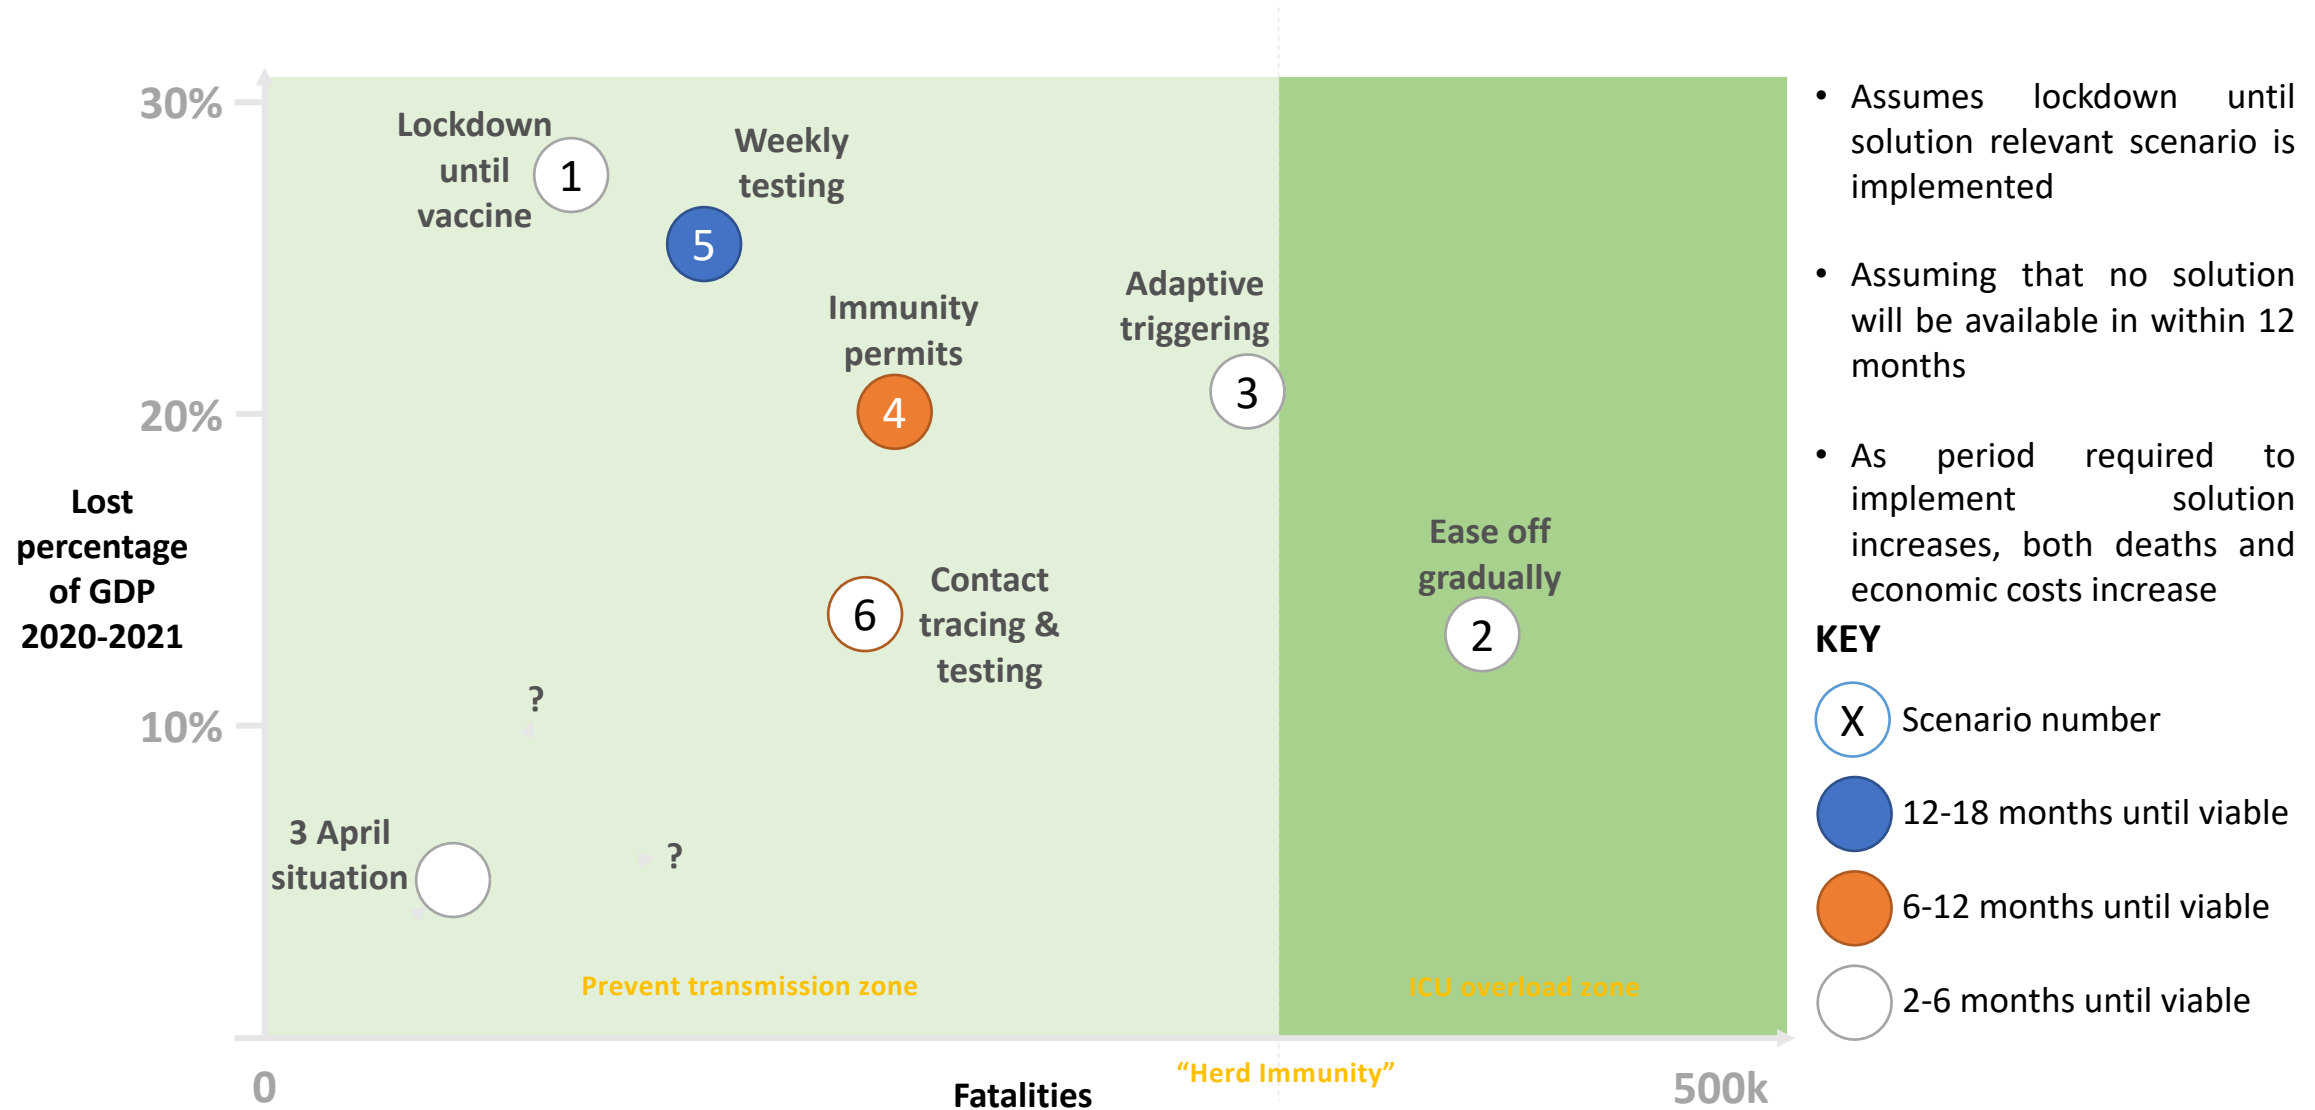 30%
20%
10%
Lost
percentage
of GDP
2020-2021
Lockdown
until
vaccine
1
Weekly
testing
5
Immunity
permits
4
Adaptive
triggering
3
Contact
tracing &
testing
6
Ease off
gradually
2
?
?
3 April
situation
Prevent transmission zone
ICU overload zone
0
Fatalities
“Herd Immunity”
500k
• Assumes lockdown until
solution relevant scenario is
implemented
• Assuming that no solution
will be available in within 12
months
• As period required to
implement solution
increases, both deaths and
economic costs increase
KEY
X Scenario number
12-18 months until viable
6-12 months until viable
2-6 months until viable